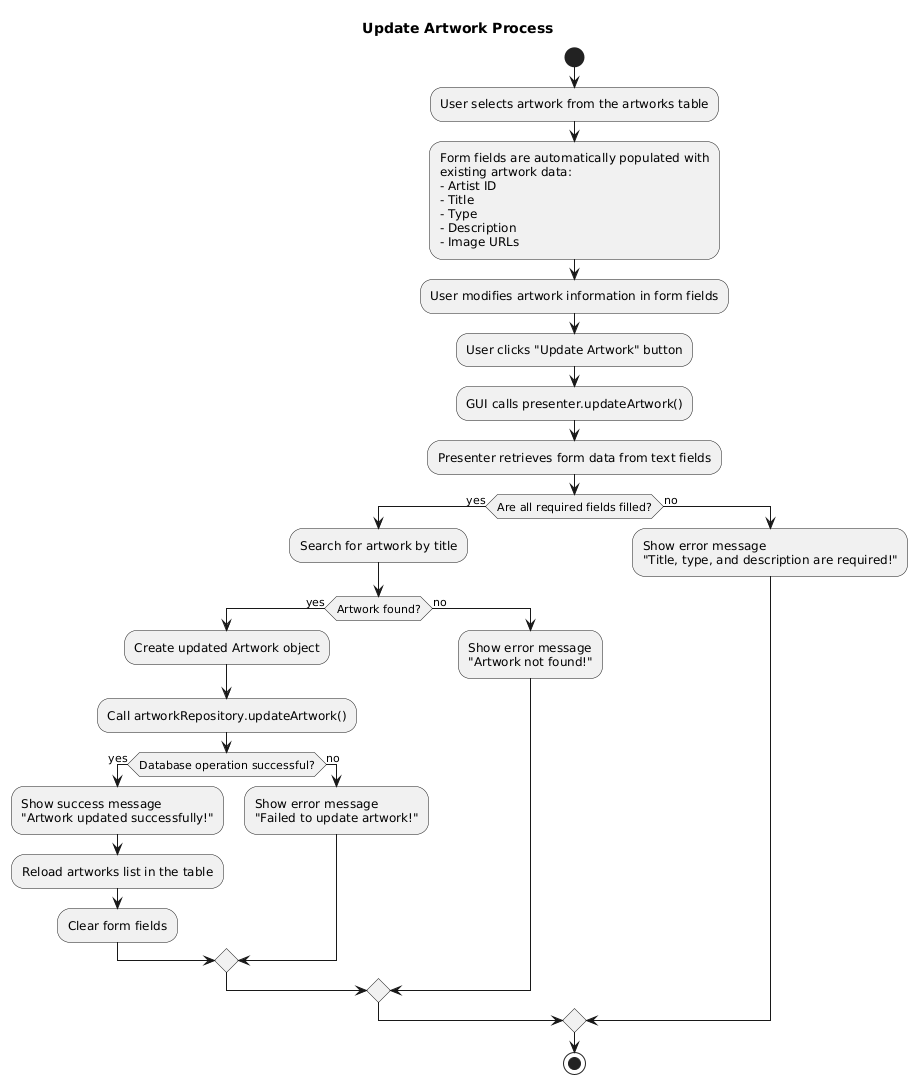 Update Artwork Process
User selects artwork from the artworks table
Form fields are automatically populated with
existing artwork data:
- Artist ID
- Title
- Type
- Description
- Image URLs
User modifies artwork information in form fields
User clicks "Update Artwork" button
GUI calls presenter.updateArtwork()
Presenter retrieves form data from text fields
Are all required fields filled?
yes
no
Search for artwork by title
Show error message
"Title, type, and description are required!"
Artwork found?
yes
no
Create updated Artwork object
Show error message
"Artwork not found!"
Call artworkRepository.updateArtwork()
Database operation successful?
yes
no
Show success message
"Artwork updated successfully!"
Show error message
"Failed to update artwork!"
Reload artworks list in the table
Clear form fields